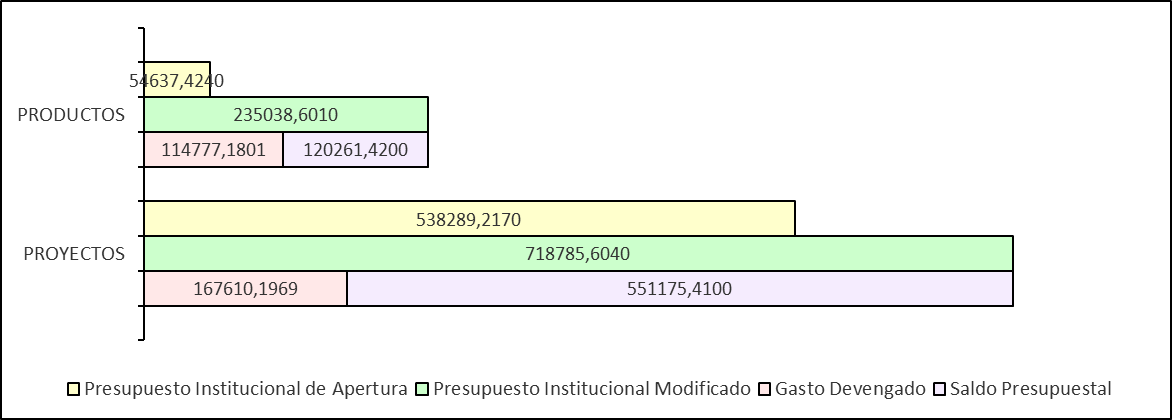 54637,4240
PRODUCTOS
235038,6010
114777,1801 120261,4200
538289,2170
PROYECTOS
718785,6040
167610,1969 551175,4100
Presupuesto Institucional de Apertura Presupuesto Institucional Modificado Gasto Devengado Saldo Presupuestal